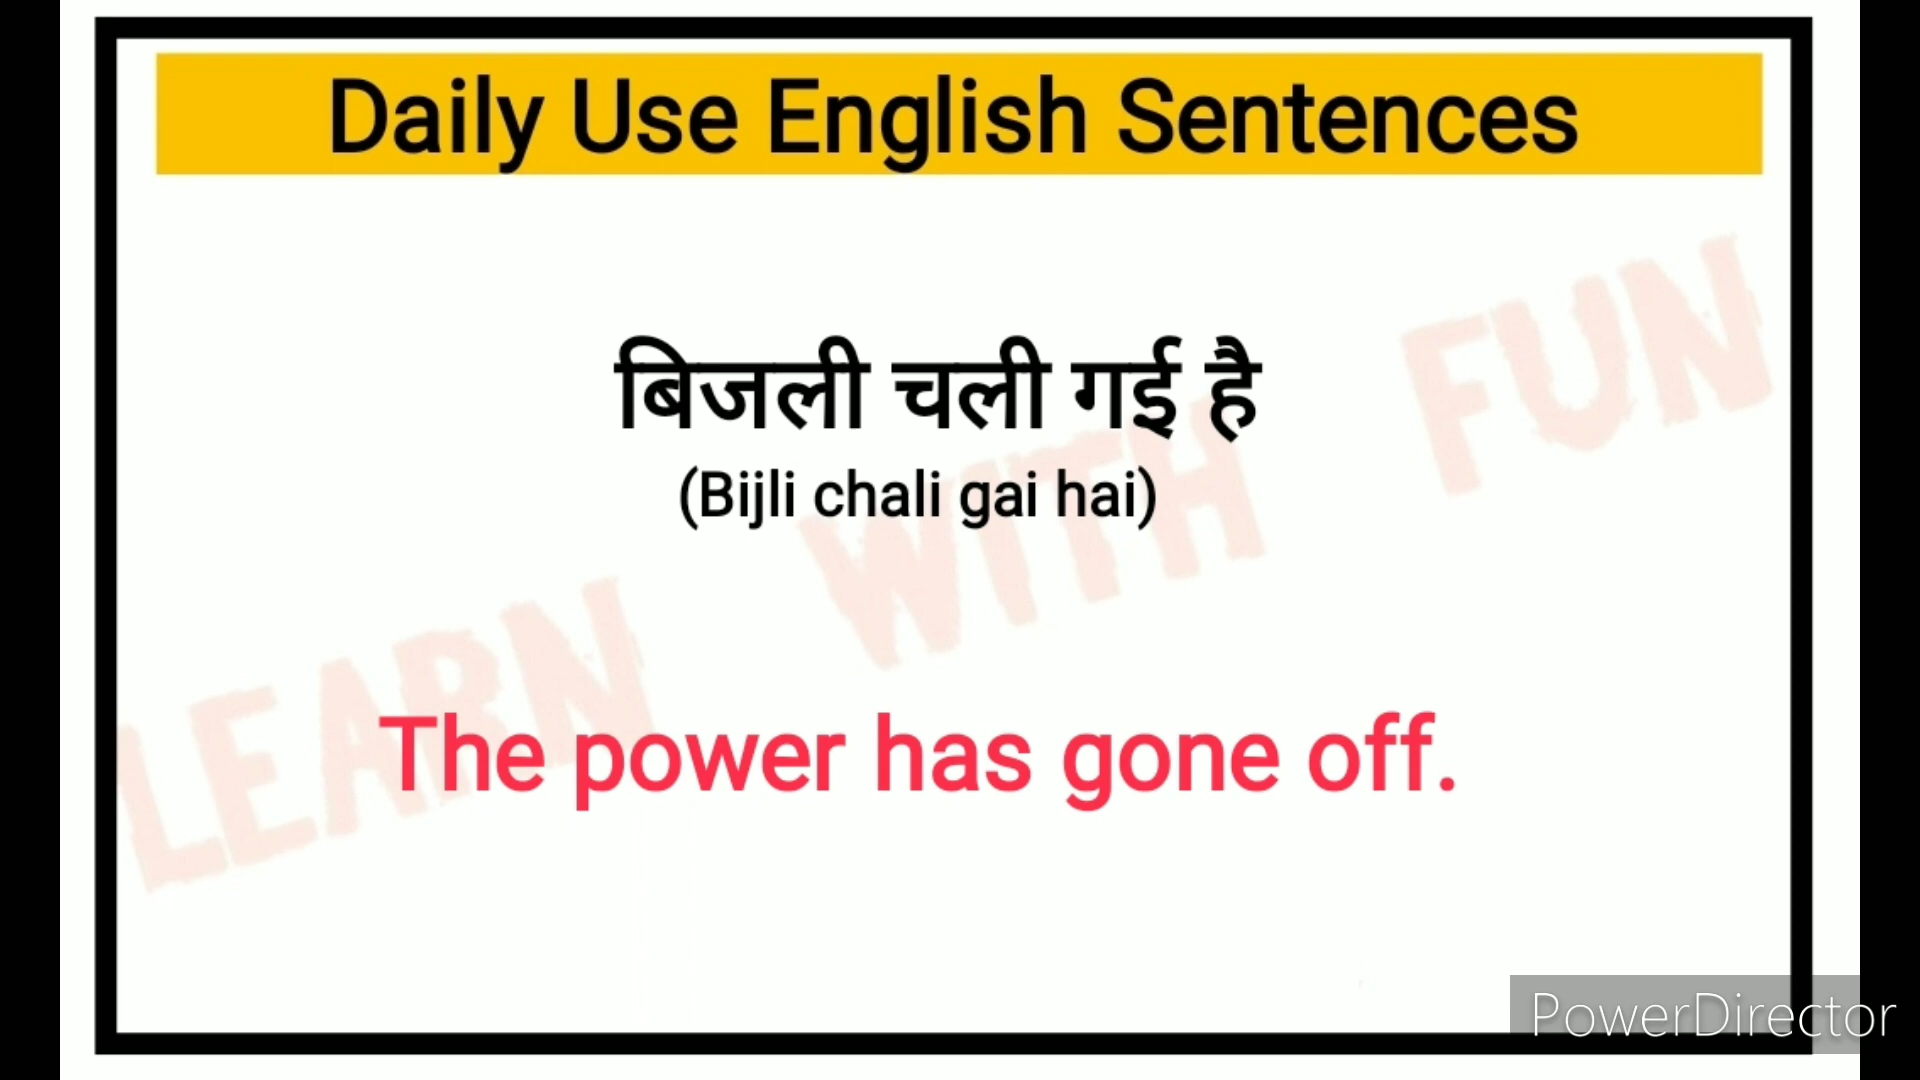 Daily Use English Sentences
बिजली चली गई है
(Bijli chali gai hai)
LEARN WITH FUN
The power has gone off.
PowerDirector